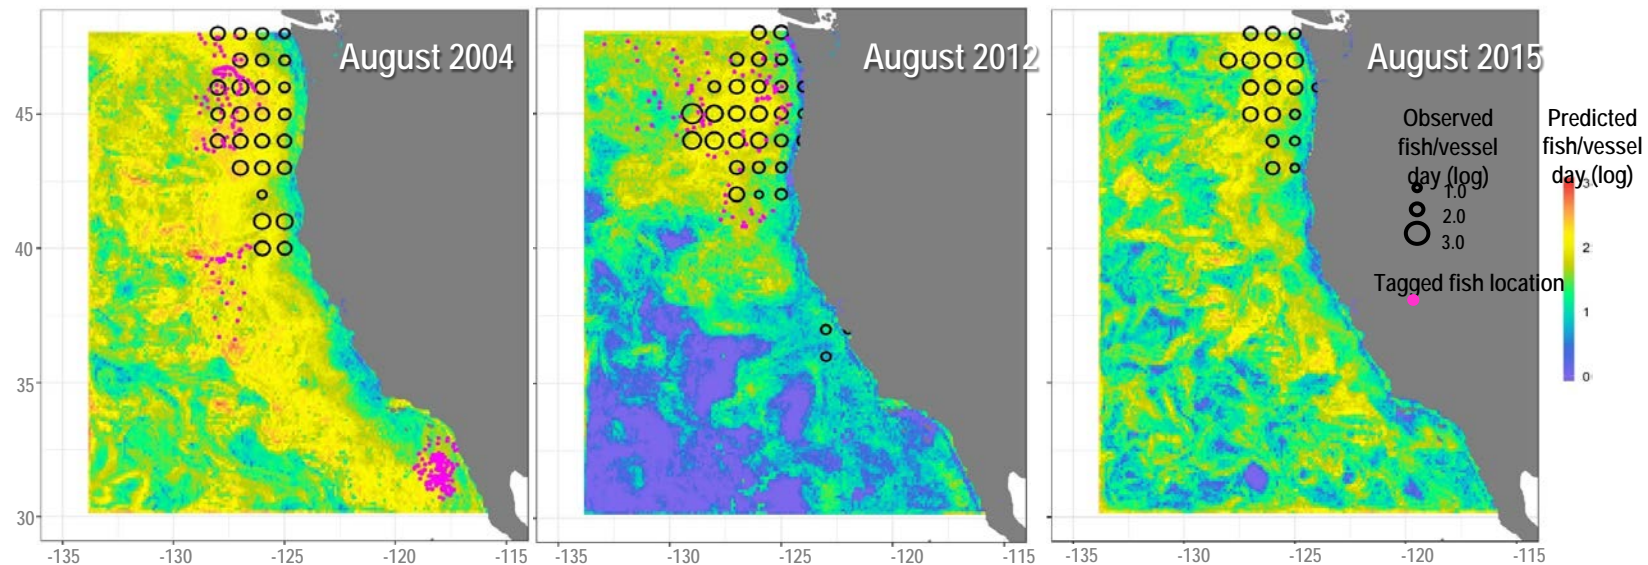 August 2004
August 2012
August 2015
Observed
fish/vessel
day (log)
1.0
2.0
3.0
Tagged fish location
Predicted
fish/vessel
day (log)
3
2
1
0
45
40
35
30
-135 -130 -125 -120 -115
-135 -130 -125 -120 -115
-135 -130 -125 -120 -115